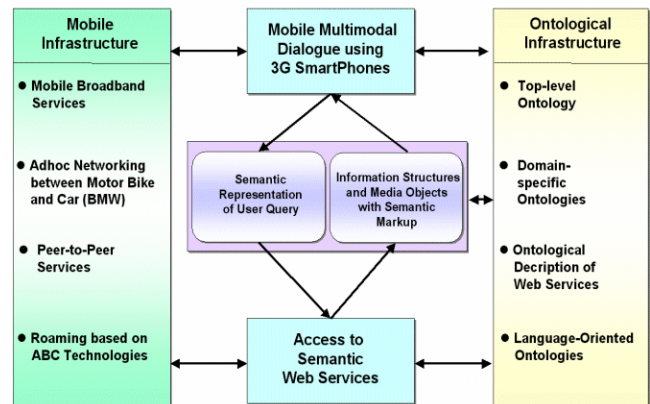 Mobile
Infrastructure
● Mobile Broadband
Services
● Adhoc Networking
between Motor Bike
and Car (BMW)
● Peer-to-Peer
Services
● Roaming based on
ABC Technologies
Mobile Multimodal
Dialogue using
3G SmartPhones
Semantic
Representation
of User Query
Information Structures
and Media Objects
with Semantic
Markup
Access to
Semantic
Web Services
Ontological
Infrastructure
● Top-level
Ontology
● Domain-
specific
Ontologies
● Ontological
Decription of
Web Services
● Language-Oriented
Ontologies